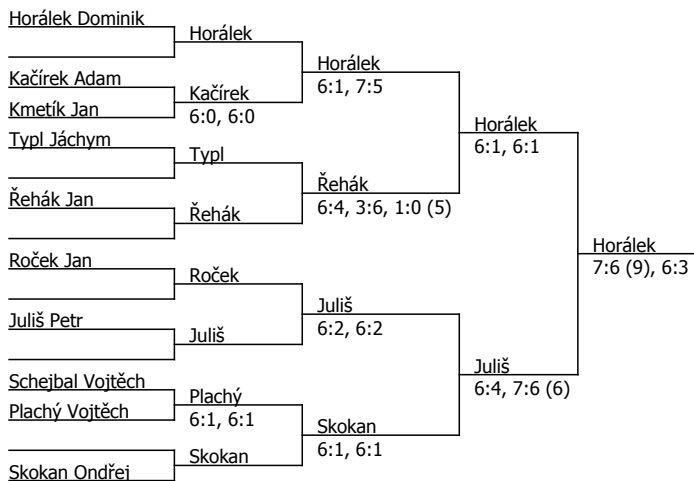 Horálek Dominik
Kačírek Adam
Kmetík Jan
Typl Jáchym
Řehák Jan
Roček Jan
Juliš Petr
Schejbal Vojtěch
Plachý Vojtěch
Skokan Ondřej
Horálek
Kačírek
6:0, 6:0
Typl
Řehák
Roček
Juliš
Plachý
6:1, 6:1
Skokan
Horálek
6:1, 7:5
Řehák
6:4, 3:6, 1:0 (5)
Juliš
6:2, 6:2
Skokan
6:1, 6:1
Horálek
6:1, 6:1
Juliš
6:4, 7:6 (6)
Horálek
7:6 (9), 6:3